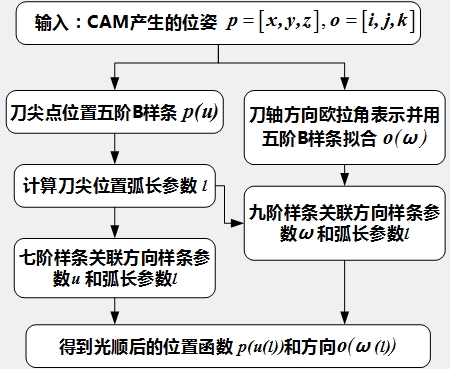 输入：CAM产生的位姿 p=[x,y,z],o=[i,j,k]
刀尖点位置五阶B样条 p(u)
刀轴方向欧拉角表示并用
五阶B样条拟合 o(ω)
计算刀尖位置弧长参数 l
九阶样条关联方向样条参
数ω和弧长参数l
七阶样条关联方向样条参
数u 和弧长参数l
得到光顺后的位置函数 p(u(l))和方向o(ω(l))